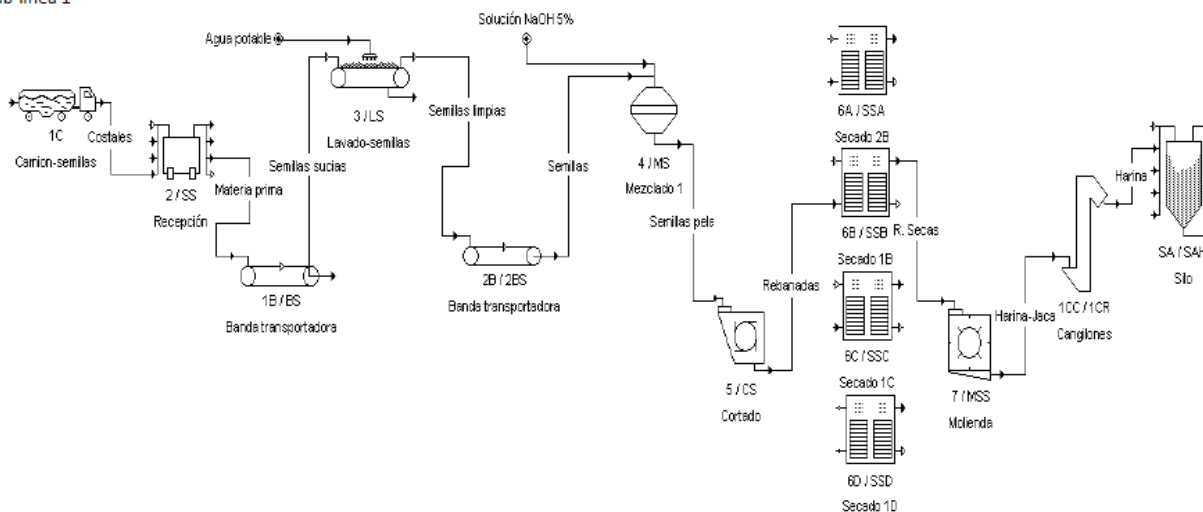 Solución NaOH 5%
Agua potable
1C
Camion-semillas
Costales
2 / SS
Recepción
Materia prima
1B / BS
Banda transportadora
Semillas sucias
3 / LS
Lavado-semillas
Semillas limpias
2B / 2BS
Banda transportadora
Semillas
4 / MS
Mezclado 1
Semillas pela
5 / CS
Cortado
Rebanadas
6A / SSA
Secado 2B
6B / SSB
Secado 1B
R. Secas
6C / SSC
Secado 1C
6D / SSD
Secado 1D
7 / MSS
Molienda
Harina-Jaca
1CC / 1CR
Cangilones
Harina
SA / SAH
Silo